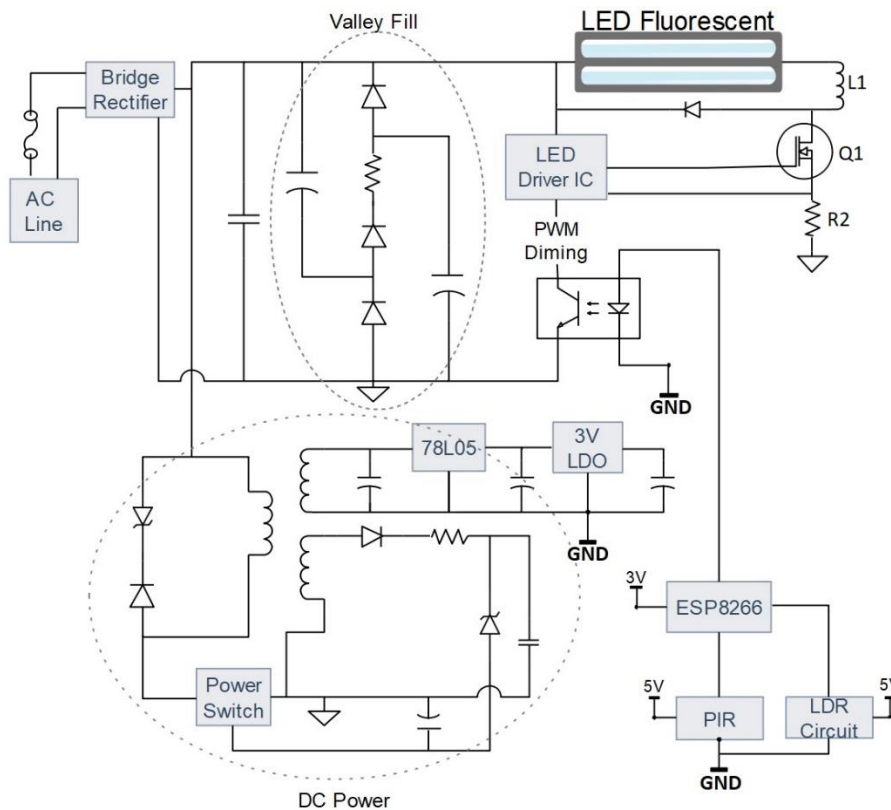 Valley Fill
LED Fluorescent
Bridge
Rectifier
L1
AC
Line
LED
Driver IC
Q1
R2
PWM
Diming
GND
78L05
3V
LDO
GND
3V
ESP8266
Power
Switch
5V
PIR
LDR
Circuit
5V
GND
DC Power